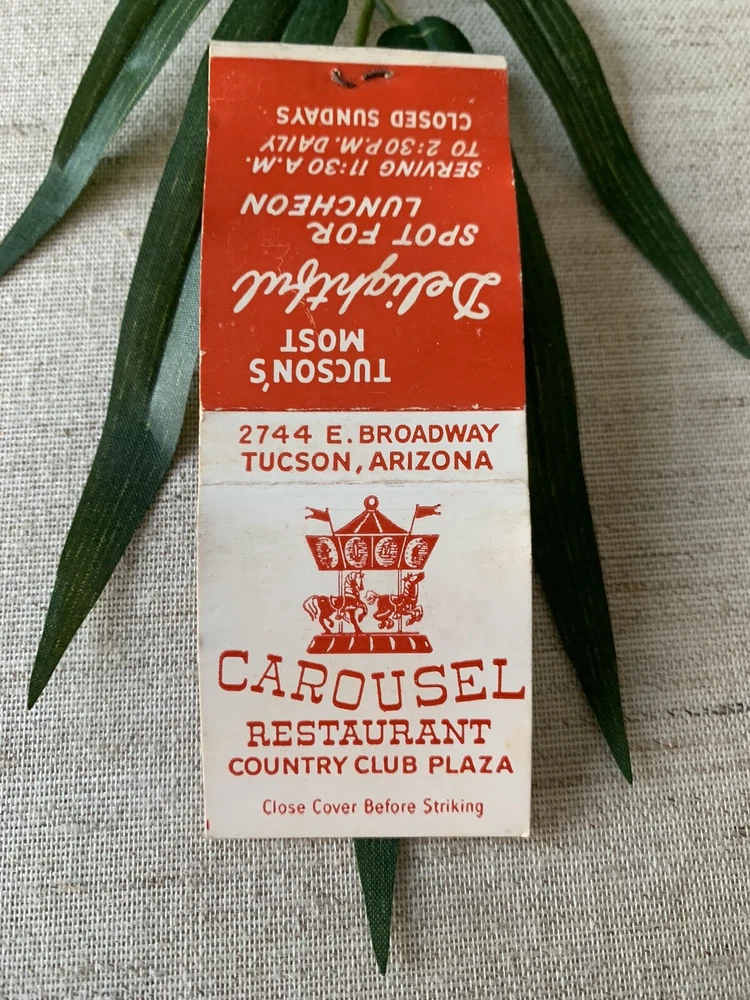 TUCSON'S
MOST
Delightful
SPOT FOR
LUNCHEON
SERVING 11:30 A.M.
TO 2:30 P.M. DAILY
CLOSED SUNDAYS
2744 E. BROADWAY
TUCSON, ARIZONA
CAROUSEL
RESTAURANT
COUNTRY CLUB PLAZA
Close Cover Before Striking